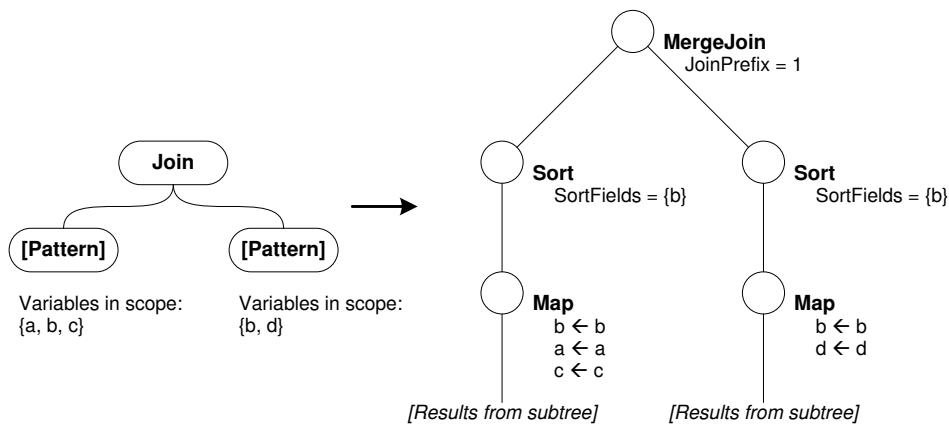 MergeJoin
JoinPrefix = 1
Join
Sort
SortFields = {b}
Sort
SortFields = {b}
[Pattern]
[Pattern]
Variables in scope:
{a, b, c}
Variables in scope:
{b, d}
Map
b ← b
a ← a
c ← c
Map
b ← b
d ← d
[Results from subtree]
[Results from subtree]